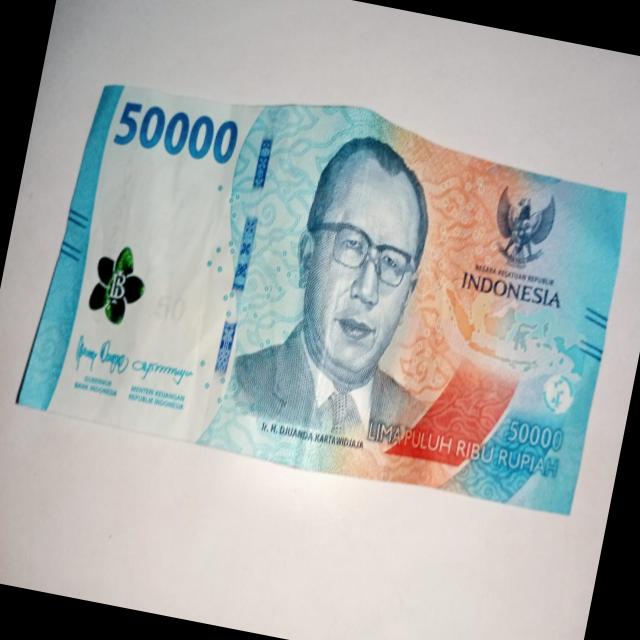 50000
NEGARA KESATUAN REPUBLIK
INDONESIA
50
GUBERNUR
BANK INDONESIA
MENTERI KEUANGAN
REPUBLIK INDONESIA
Ir. H. DJUANDA KARTAWIDJAJA
50000
LIMA PULUH RIBU RUPIAH